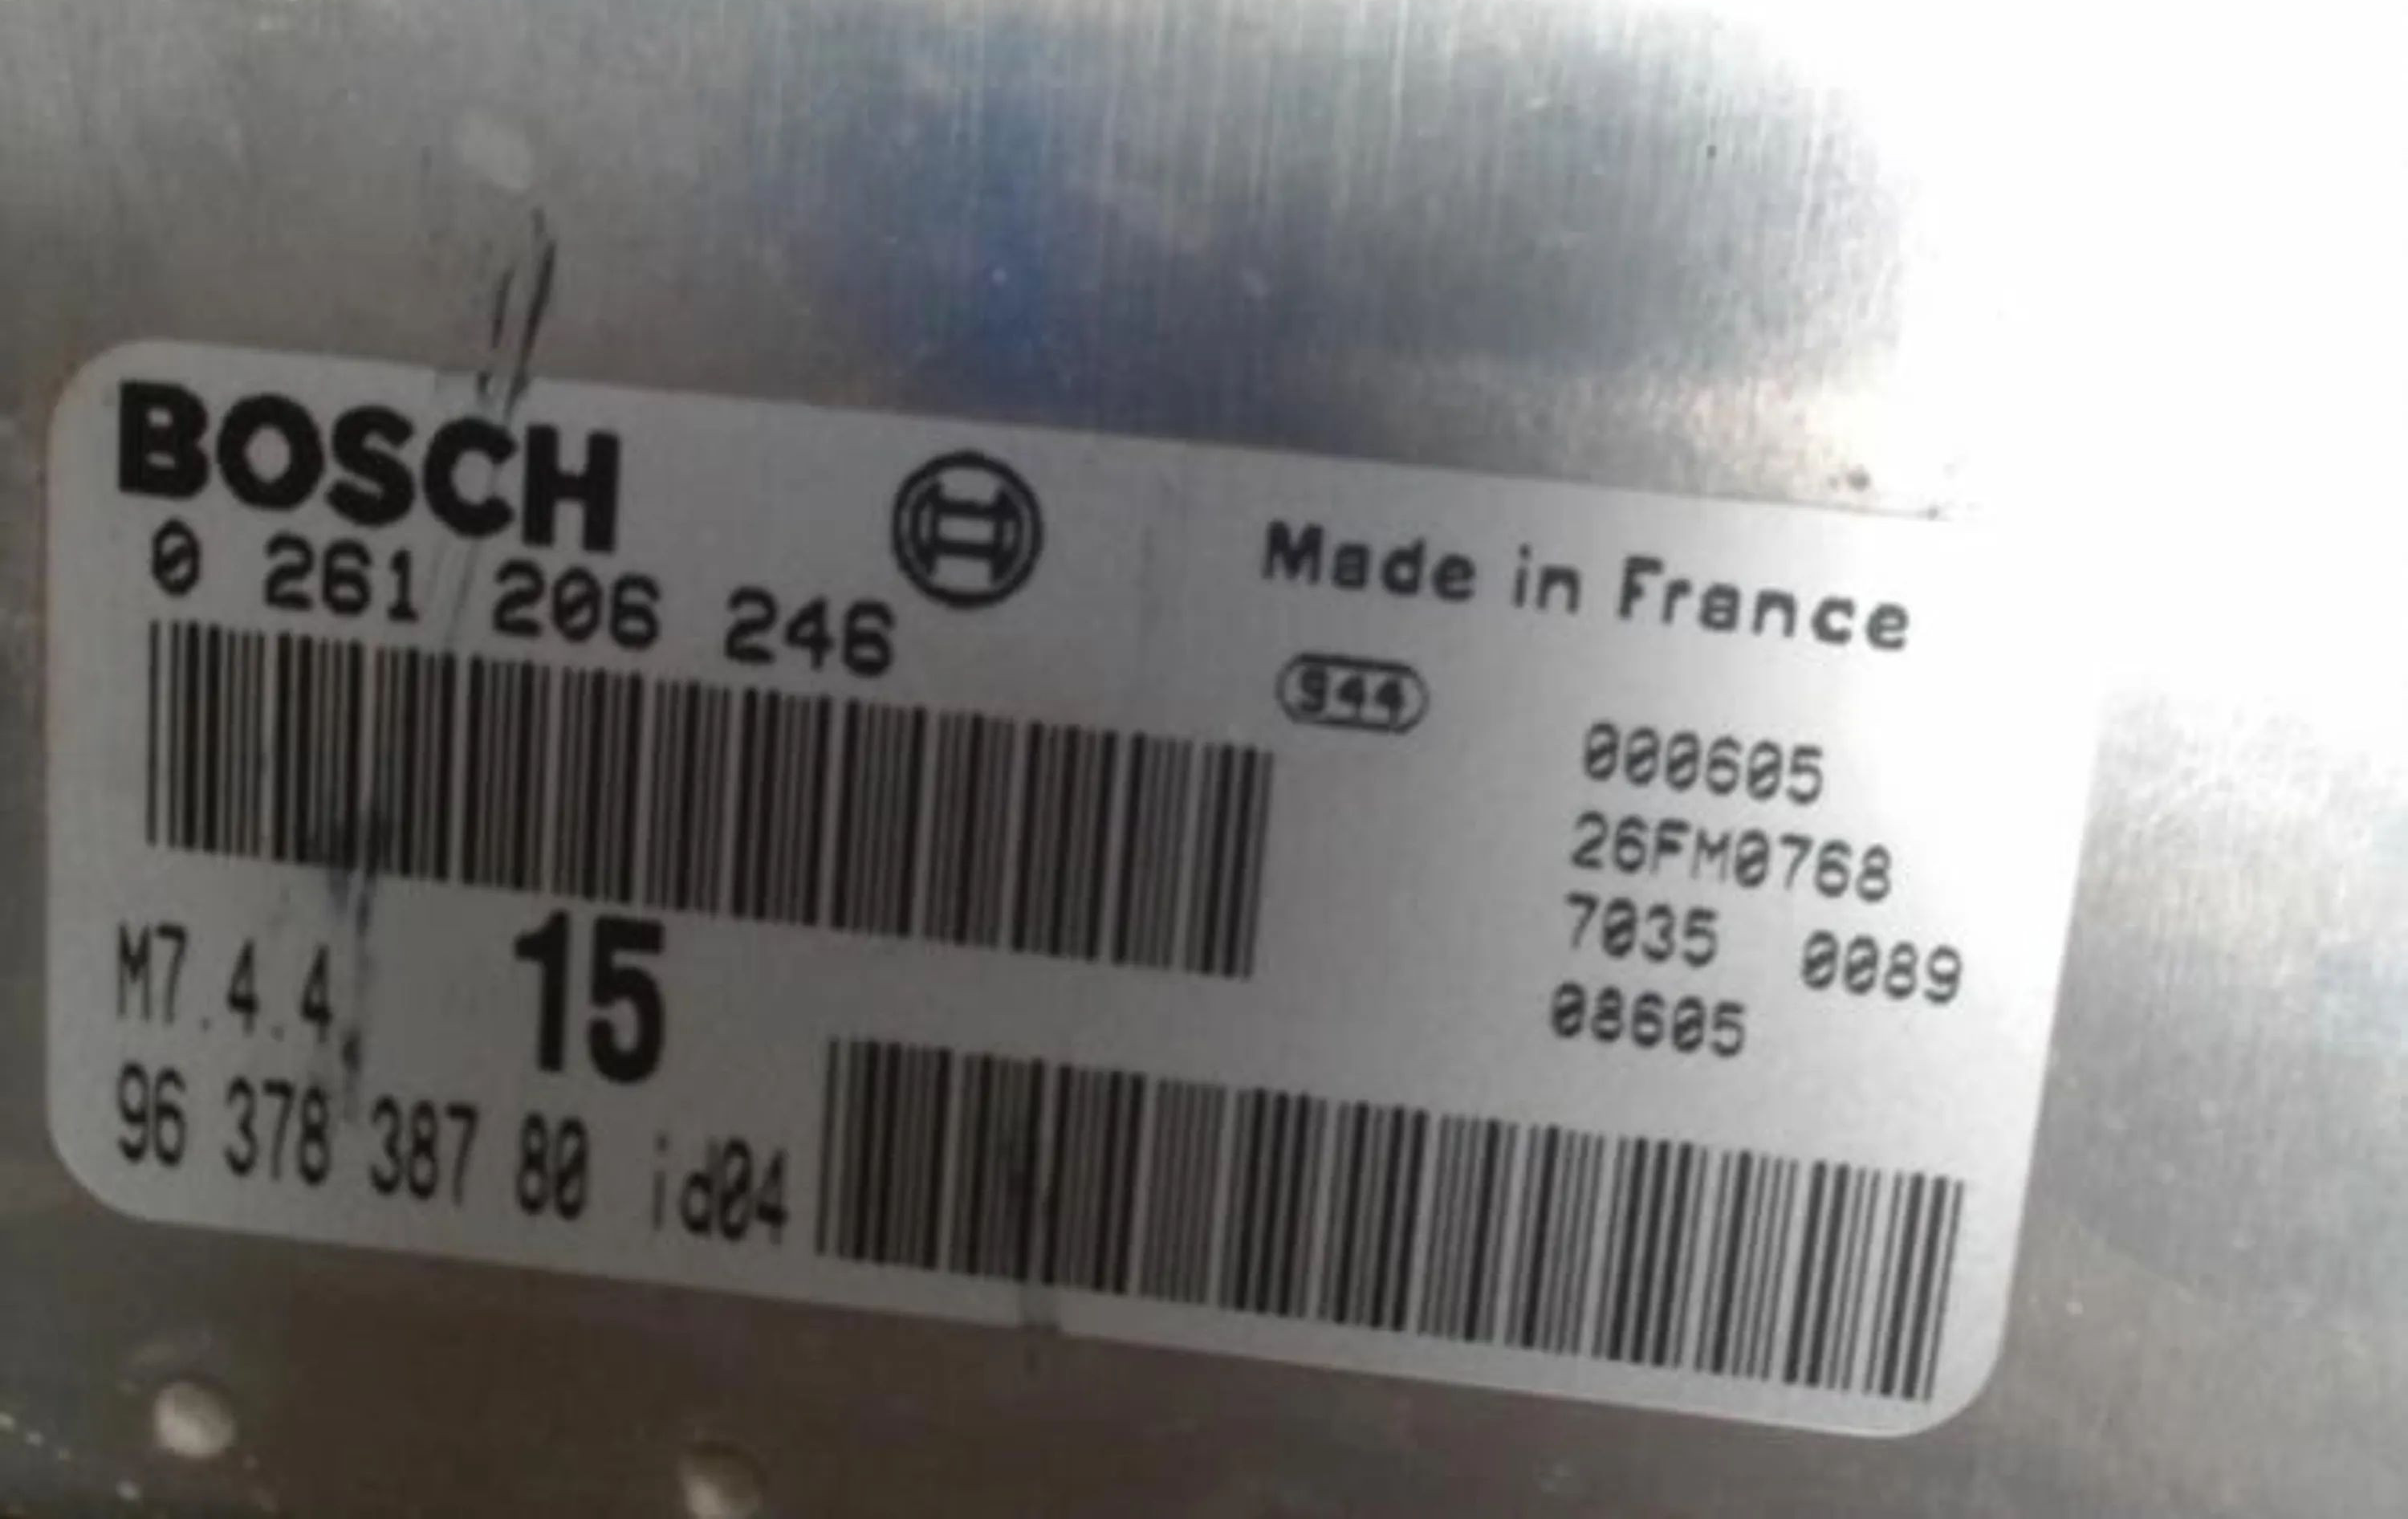 BOSCH
0 261 206 246
Made in France
944
000605
26FM0768
7035 0089
08605
M7.4.4. 15
96 378 387 80 id04